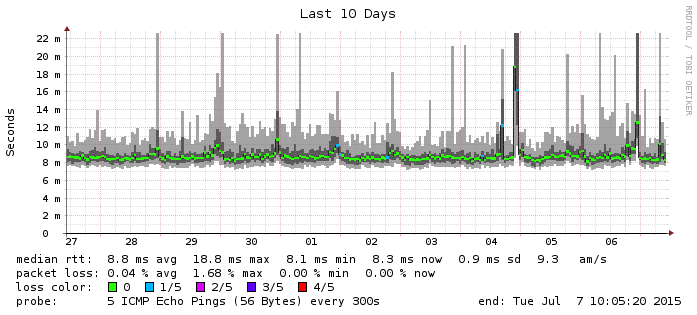 Last 10 Days
RRDTOOL / TOBI OETIKER
Seconds
22 m
20 m
18 m
16 m
14 m
12 m
10 m
8 m
6 m
4 m
2 m
0
27 28 29 30 01 02 03 04 05 06
median rtt: 8.8 ms avg 18.8 ms max 8.1 ms min 8.3 ms now 0.9 ms sd 9.3 am/s
packet loss: 0.04 % avg 1.68 % max 0.00 % min 0.00 % now
loss color: 0 1/5 2/5 3/5 4/5
probe: 5 ICMP Echo Pings (56 Bytes) every 300s end: Tue Jul 7 10:05:20 2015